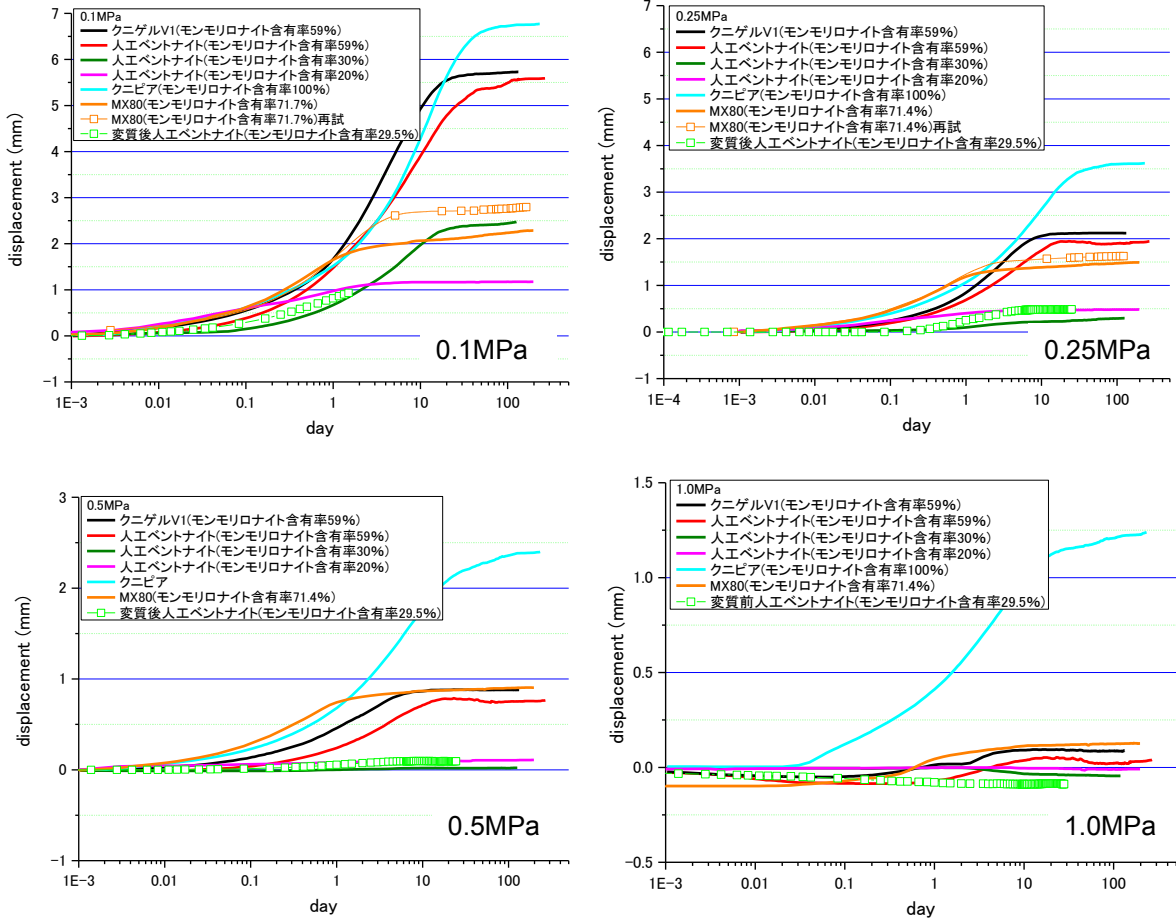 0.1MPa
クニゲルV1(モンモリロナイト含有率59%)
人工ベントナイト(モンモリロナイト含有率59%)
人工ベントナイト(モンモリロナイト含有率30%)
人工ベントナイト(モンモリロナイト含有率20%)
クニピア(モンモリロナイト含有率100%)
MX80(モンモリロナイト含有率71.7%)
MX80(モンモリロナイト含有率71.7%)再試
変質後人工ベントナイト(モンモリロナイト含有率29.5%)
7
6
5
4
3
2
1
0
-1
displacement (mm)
0.1MPa
1E-3
0.01
0.1
1
10
100
day
0.25MPa
クニゲルV1(モンモリロナイト含有率59%)
人工ベントナイト(モンモリロナイト含有率59%)
人工ベントナイト(モンモリロナイト含有率30%)
人工ベントナイト(モンモリロナイト含有率20%)
クニピア(モンモリロナイト含有率100%)
MX80(モンモリロナイト含有率71.4%)
MX80(モンモリロナイト含有率71.4%)再試
変質後人工ベントナイト(モンモリロナイト含有率29.5%)
7
6
5
4
3
2
1
0
-1
displacement (mm)
0.25MPa
1E-4
1E-3
0.01
0.1
1
10
100
day
0.5MPa
クニゲルV1(モンモリロナイト含有率59%)
人工ベントナイト(モンモリロナイト含有率59%)
人工ベントナイト(モンモリロナイト含有率30%)
人工ベントナイト(モンモリロナイト含有率20%)
クニピア
MX80(モンモリロナイト含有率71.4%)
変質後人工ベントナイト(モンモリロナイト含有率29.5%)
3
2
1
0
-1
displacement (mm)
0.5MPa
1E-3
0.01
0.1
1
10
100
day
1.0MPa
クニゲルV1(モンモリロナイト含有率59%)
人工ベントナイト(モンモリロナイト含有率59%)
人工ベントナイト(モンモリロナイト含有率30%)
人工ベントナイト(モンモリロナイト含有率20%)
クニピア(モンモリロナイト含有率100%)
MX80(モンモリロナイト含有率71.4%)
変質前人工ベントナイト(モンモリロナイト含有率29.5%)
1.5
1.0
0.5
0.0
-0.5
displacement (mm)
1.0MPa
1E-3
0.01
0.1
1
10
100
day